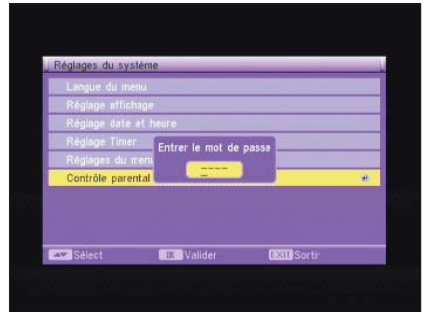 Réglages du système
Langue du menu
Réglage affichage
Réglage date et heure
Réglage Timer
Entrer le mot de passe
Réglages du menu
Contrôle parental
Sélect
OK Valider
EXIT Sortir